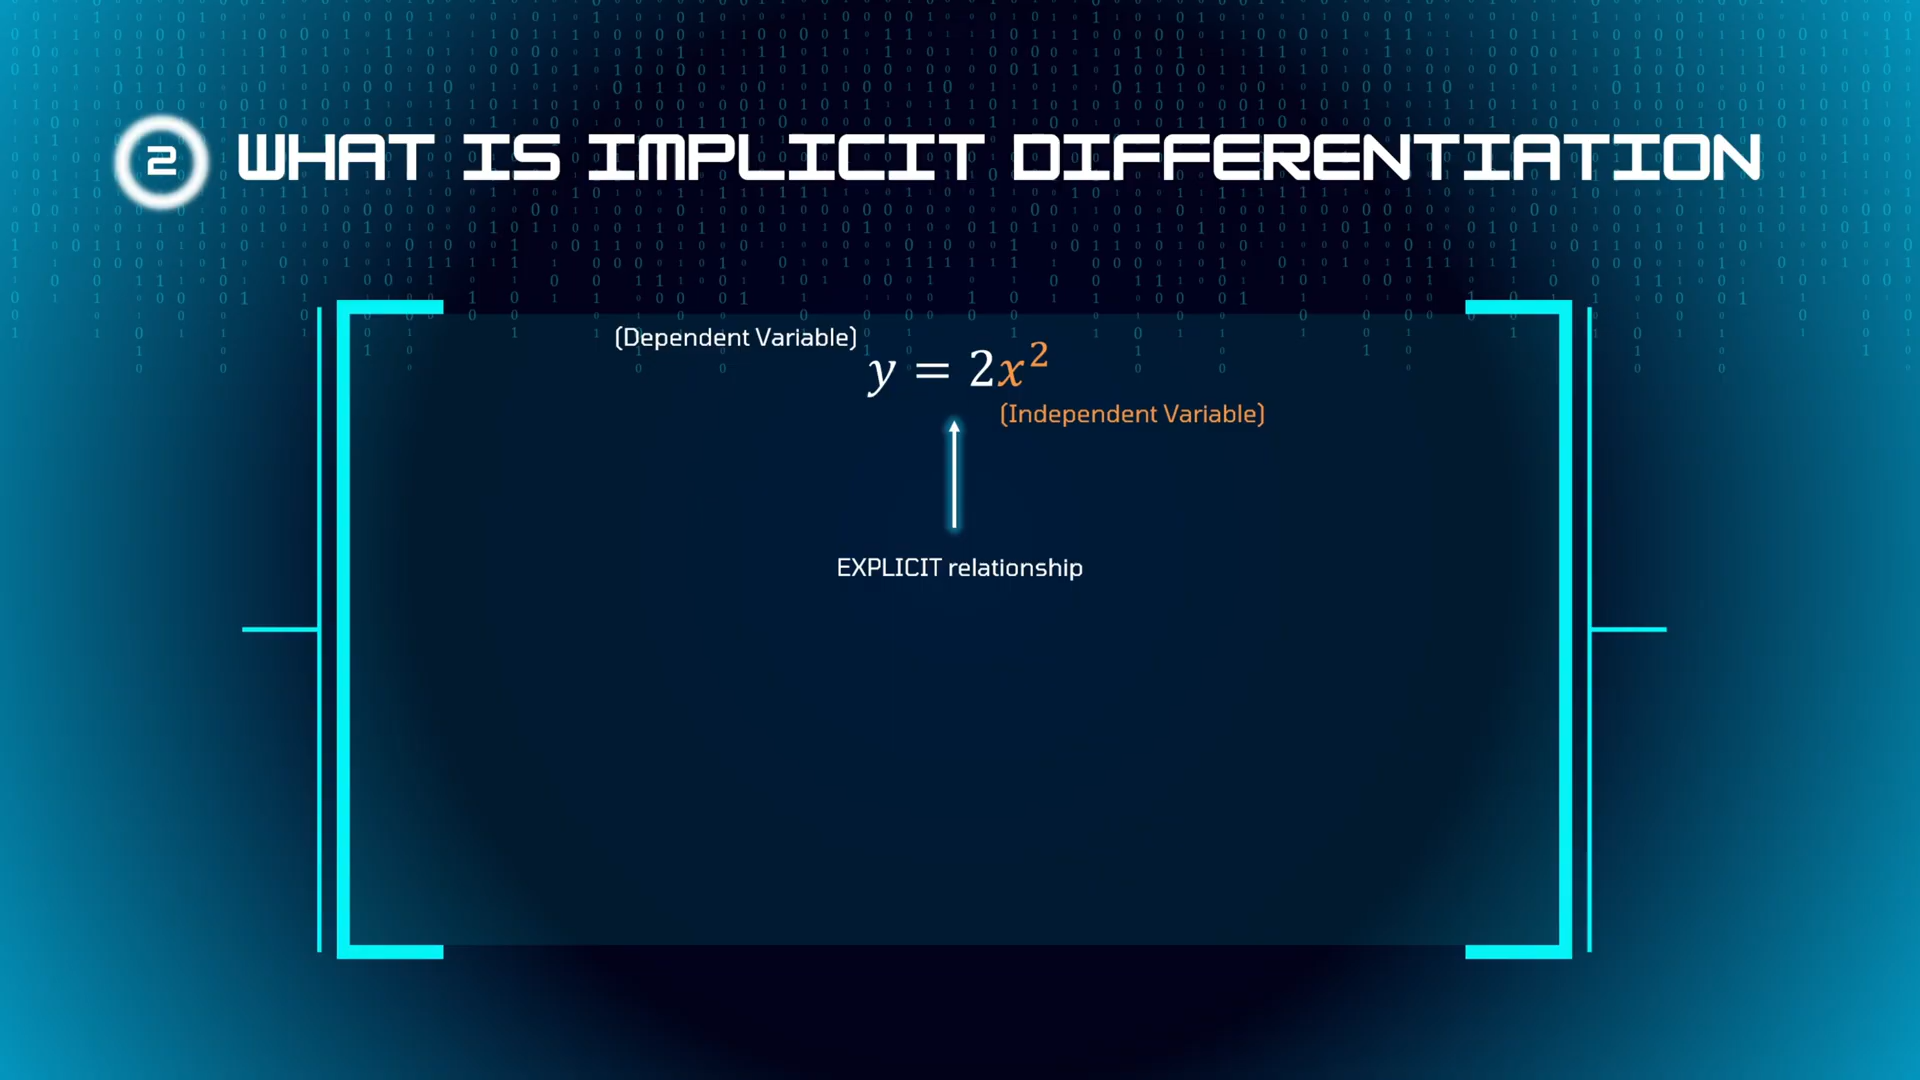 2 WHAT IS IMPLICIT DIFFERENTIATION
(Dependent Variable)
y = 2x²
(Independent Variable)
EXPLICIT relationship